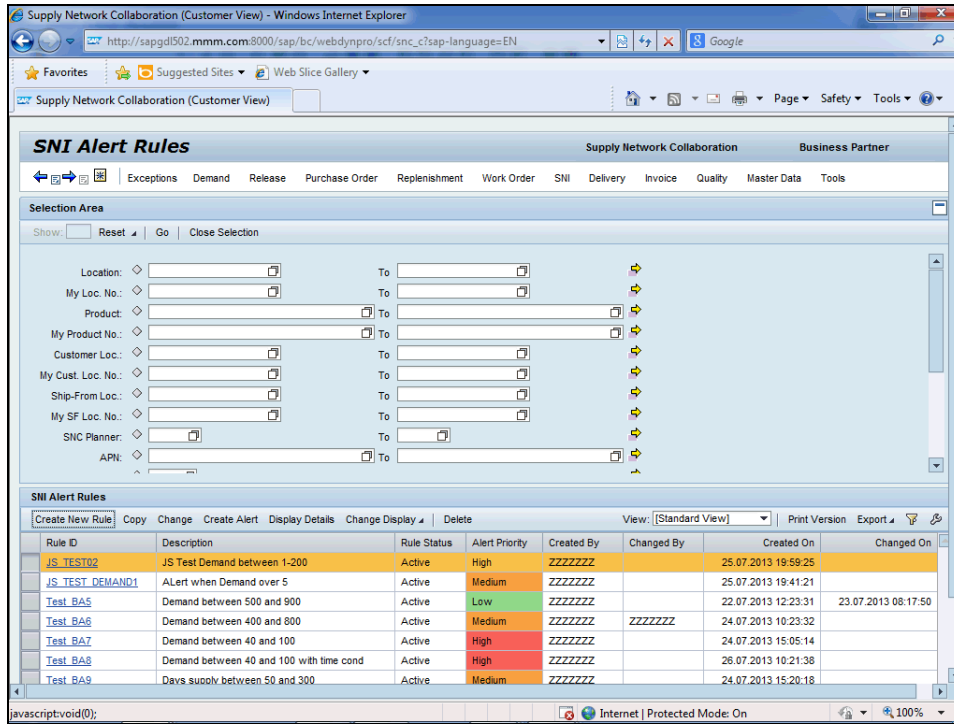 Supply Network Collaboration (Customer View) - Windows Internet Explorer
http://sapgdl502.mmm.com:8000/sap/bc/webdynpro/scf/snc_c?sap-language=EN
Google
Favorites Suggested Sites Web Slice Gallery
Supply Network Collaboration (Customer View)
Page Safety Tools
SNI Alert Rules Supply Network Collaboration Business Partner
Exceptions Demand Release Purchase Order Replenishment Work Order SNI Delivery Invoice Quality Master Data Tools
Selection Area
Show: Reset Go Close Selection
Location: To
My Loc. No.: To
Product: To
My Product No.: To
Customer Loc.: To
My Cust. Loc. No.: To
Ship-From Loc.: To
My SF Loc. No.: To
SNC Planner: To
APN: To
SNI Alert Rules
Create New Rule Copy Change Create Alert Display Details Change Display Delete View: [Standard View] Print Version Export
Rule ID Description Rule Status Alert Priority Created By Changed By Created On Changed On
JS_TEST02 JS Test Demand between 1-200 Active High ZZZZZZZ 25.07.2013 19:59:25
JS_TEST_DEMAND1 ALert when Demand over 5 Active Medium ZZZZZZZ 25.07.2013 19:41:21
Test_BA5 Demand between 500 and 900 Active Low ZZZZZZZ 22.07.2013 12:23:31 23.07.2013 08:17:50
Test_BA6 Demand between 400 and 800 Active Medium ZZZZZZZ ZZZZZZZ 24.07.2013 10:23:32
Test_BA7 Demand between 40 and 100 Active High ZZZZZZZ 24.07.2013 15:05:14
Test_BA8 Demand between 40 and 100 with time cond Active High ZZZZZZZ 26.07.2013 10:21:38
Test_BA9 Days supply between 50 and 300 Active Medium ZZZZZZZ 24.07.2013 15:20:18
javascript:void(0); Internet | Protected Mode: On 100%